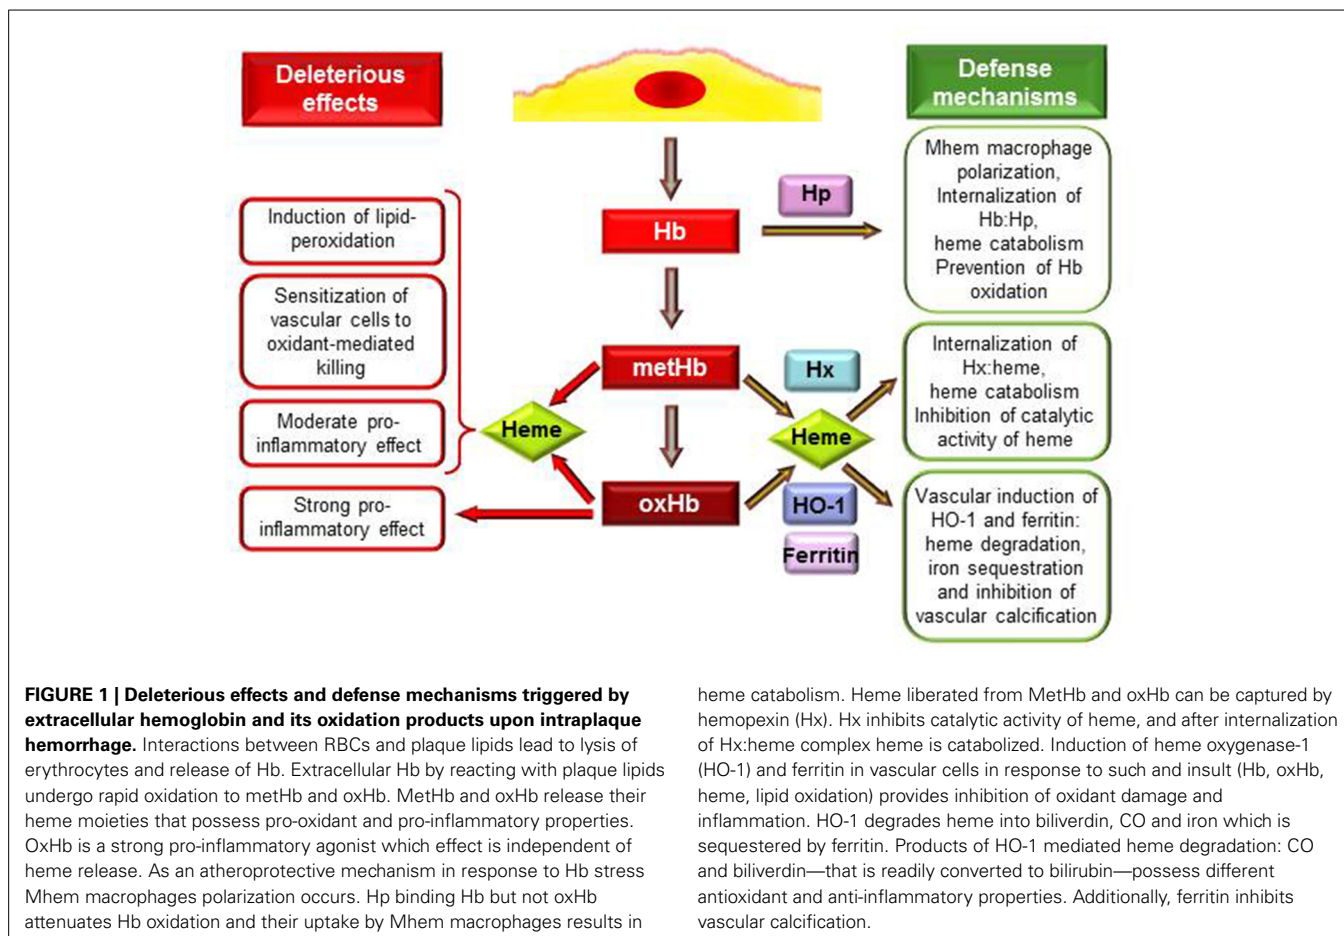 Deleterious
effects
Defense
mechanisms
Mhem macrophage
polarization,
Internalization of
Hb:Hp,
heme catabolism
Prevention of Hb
oxidation
Hp
Hb
Induction of lipid-
peroxidation
Sensitization of
vascular cells to
oxidant-mediated
killing
Moderate pro-
inflammatory effect
Strong pro-
inflammatory effect
metHb
Hx
Heme
Heme
oxHb
HO-1
Ferritin
Internalization of
Hx:heme,
heme catabolism
Inhibition of catalytic
activity of heme
Vascular induction of
HO-1 and ferritin:
heme degradation,
iron sequestration
and inhibition of
vascular calcification
FIGURE 1 | Deleterious effects and defense mechanisms triggered by
extracellular hemoglobin and its oxidation products upon intraplaque
hemorrhage. Interactions between RBCs and plaque lipids lead to lysis of
erythrocytes and release of Hb. Extracellular Hb by reacting with plaque lipids
undergo rapid oxidation to metHb and oxHb. MetHb and oxHb release their
heme moieties that possess pro-oxidant and pro-inflammatory properties.
OxHb is a strong pro-inflammatory agonist which effect is independent of
heme release. As an atheroprotective mechanism in response to Hb stress
Mhem macrophages polarization occurs. Hp binding Hb but not oxHb
attenuates Hb oxidation and their uptake by Mhem macrophages results in
heme catabolism. Heme liberated from MetHb and oxHb can be captured by
hemopexin (Hx). Hx inhibits catalytic activity of heme, and after internalization
of Hx:heme complex heme is catabolized. Induction of heme oxygenase-1
(HO-1) and ferritin in vascular cells in response to such and insult (Hb, oxHb,
heme, lipid oxidation) provides inhibition of oxidant damage and
inflammation. HO-1 degrades heme into biliverdin, CO and iron which is
sequestered by ferritin. Products of HO-1 mediated heme degradation: CO
and biliverdin—that is readily converted to bilirubin—possess different
antioxidant and anti-inflammatory properties. Additionally, ferritin inhibits
vascular calcification.